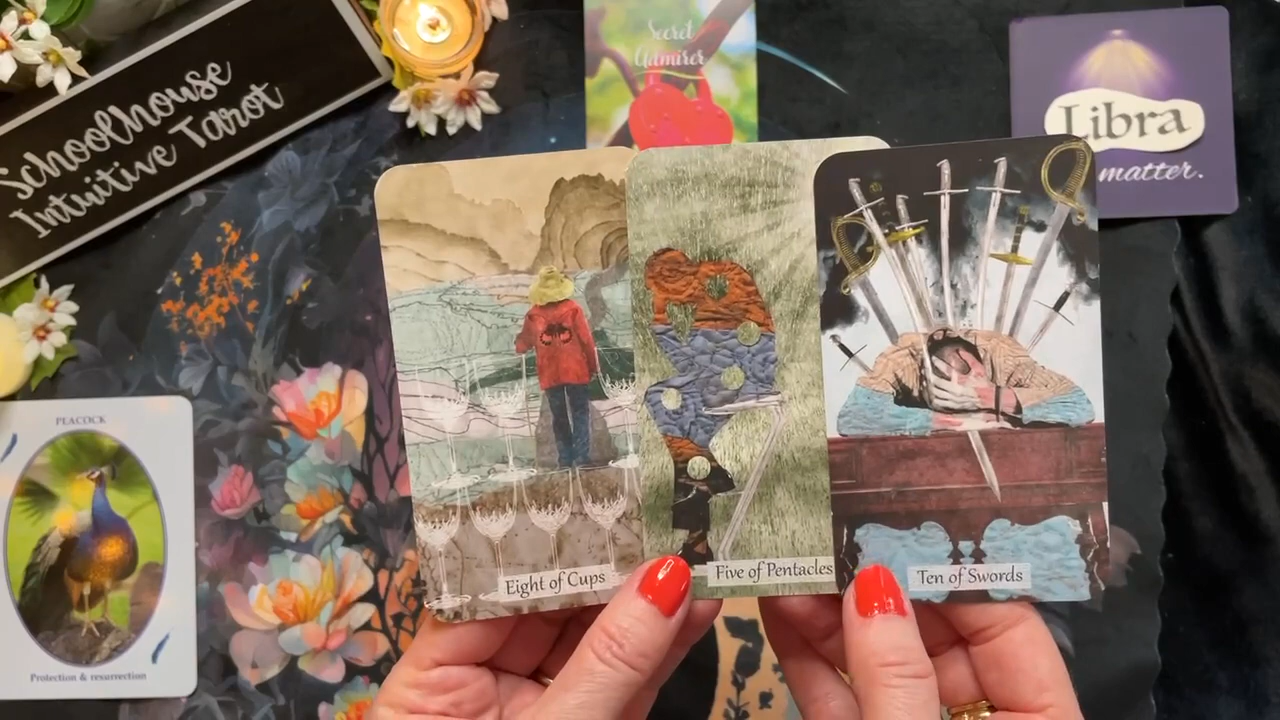 Schoolhouse
Intuitive Tarot
Secret
Admirer
Libra
matter.
PEACOCK
Protection & resurrection
Eight of Cups
Five of Pentacles
Ten of Swords